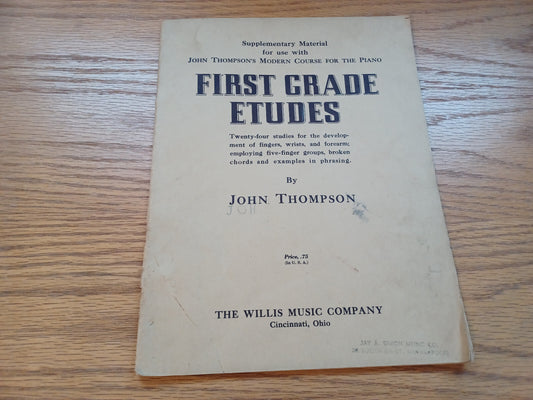 Supplementary Material
for use with
JOHN THOMPSON'S MODERN COURSE FOR THE PIANO
FIRST GRADE
ETUDES
Twenty-four studies for the develop-
ment of fingers, wrists, and forearm;
employing five-finger groups, broken
chords and examples in phrasing.
By
JOHN THOMPSON
Price, .75
(In U. S. A.)
THE WILLIS MUSIC COMPANY
Cincinnati, Ohio
MUSIC CO.